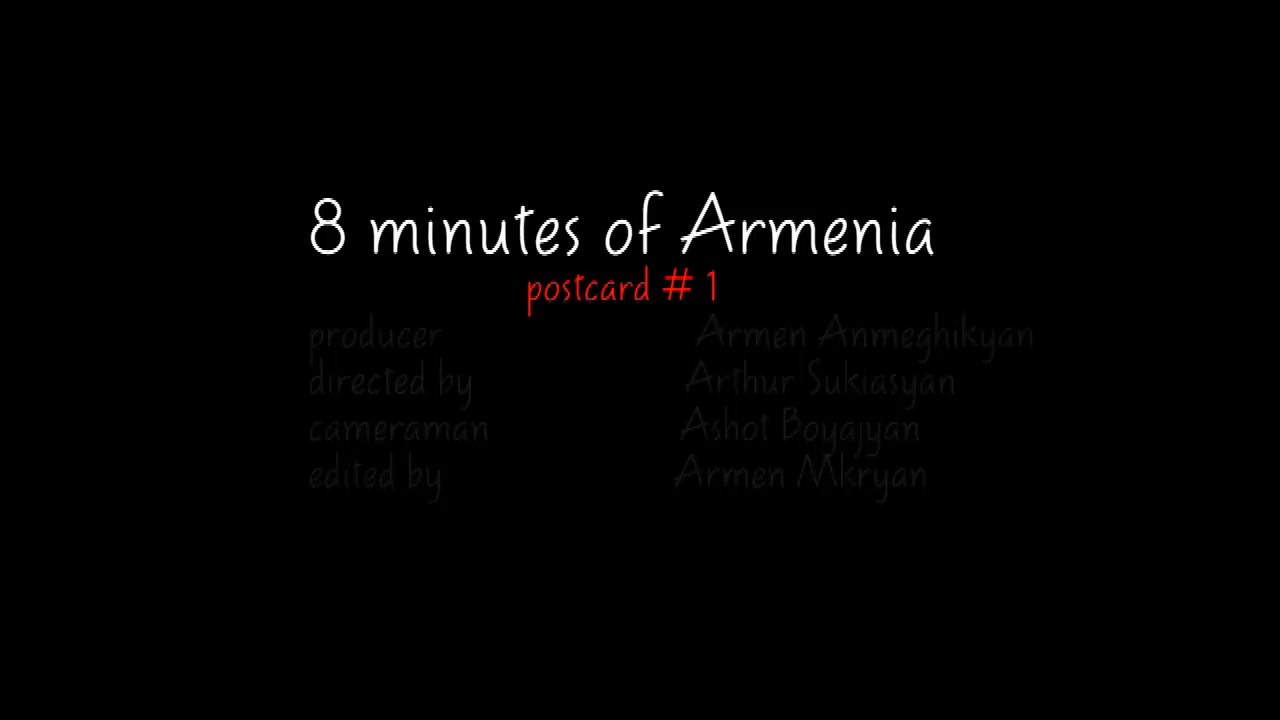 8 minutes of Armenia
postcard # 1
producer Armen Anmeghikyan
directed by Arthur Sukiasyan
cameraman Ashot Boyajyan
edited by Armen Mkryan